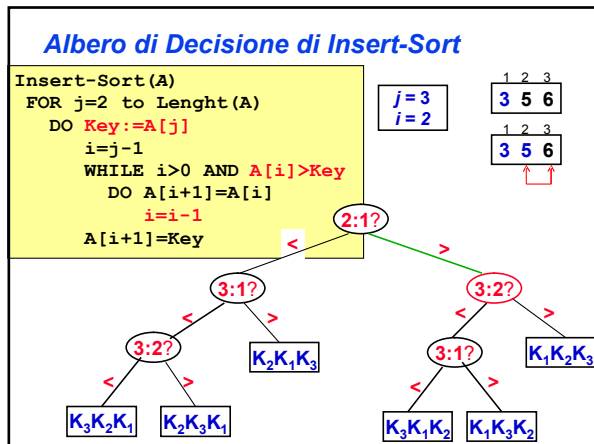 Albero di Decisione di Insert-Sort
Insert-Sort(A)
FOR j=2 to Lenght(A)
DO Key:=A[j]
i=j-1
WHILE i>0 AND A[i]>Key
DO A[i+1]=A[i]
i=i-1
A[i+1]=Key
j = 3
i = 2
1 2 3
3 5 6
1 2 3
3 5 6
2:1?
< >
3:1? 3:2?
< > < >
3:2? K₂K₁K₃ 3:1? K₁K₂K₃
< > < >
K₃K₂K₁ K₂K₃K₁ K₃K₁K₂ K₁K₃K₂